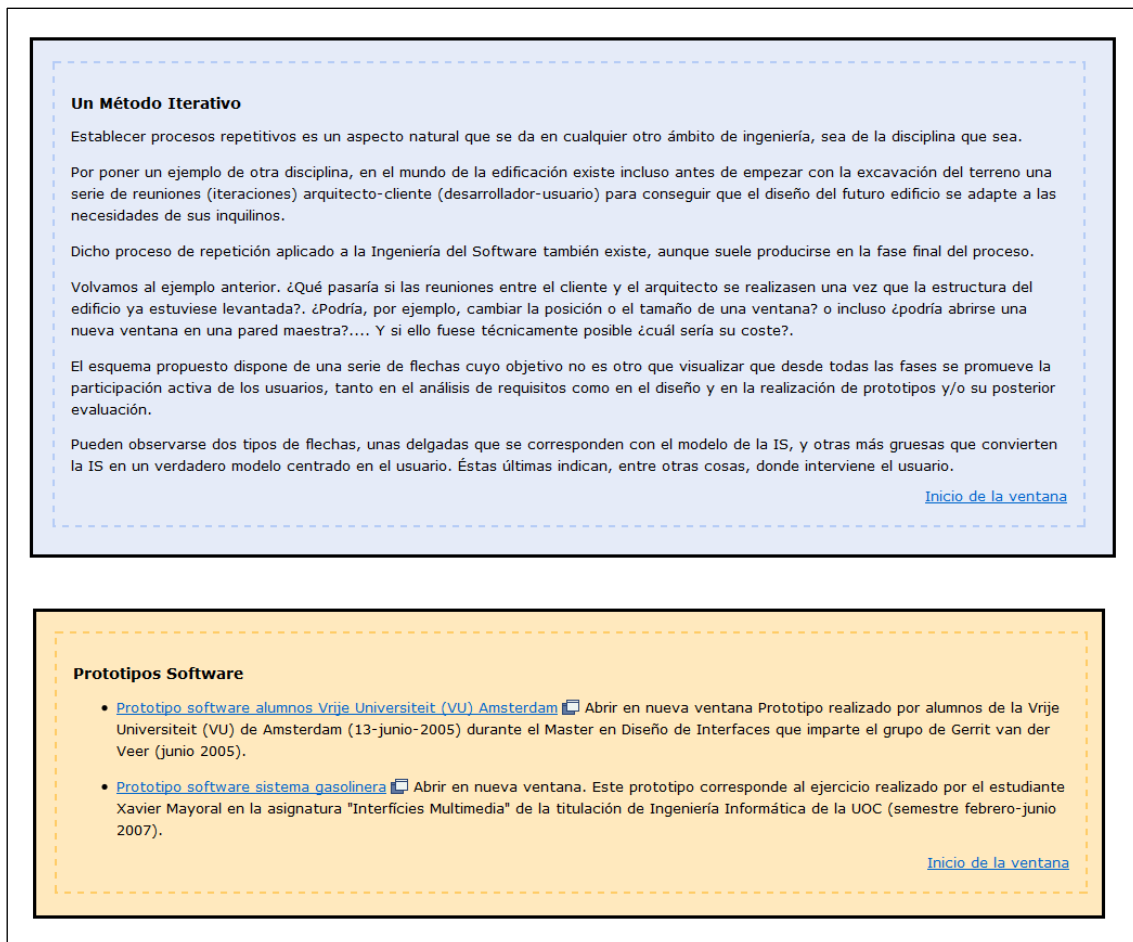 Un Método Iterativo
Establecer procesos repetitivos es un aspecto natural que se da en cualquier otro ámbito de ingeniería, sea de la disciplina que sea.
Por poner un ejemplo de otra disciplina, en el mundo de la edificación existe incluso antes de empezar con la excavación del terreno una
serie de reuniones (iteraciones) arquitecto-cliente (desarrollador-usuario) para conseguir que el diseño del futuro edificio se adapte a las
necesidades de sus inquilinos.
Dicho proceso de repetición aplicado a la Ingeniería del Software también existe, aunque suele producirse en la fase final del proceso.
Volvamos al ejemplo anterior. ¿Qué pasaría si las reuniones entre el cliente y el arquitecto se realizasen una vez que la estructura del
edificio ya estuviese levantada?. ¿Podría, por ejemplo, cambiar la posición o el tamaño de una ventana? o incluso ¿podría abrirse una
nueva ventana en una pared maestra?.... Y si ello fuese técnicamente posible ¿cuál sería su coste?.
El esquema propuesto dispone de una serie de flechas cuyo objetivo no es otro que visualizar que desde todas las fases se promueve la
participación activa de los usuarios, tanto en el análisis de requisitos como en el diseño y en la realización de prototipos y/o su posterior
evaluación.
Pueden observarse dos tipos de flechas, unas delgadas que se corresponden con el modelo de la IS, y otras más gruesas que convierten
la IS en un verdadero modelo centrado en el usuario. Éstas últimas indican, entre otras cosas, donde interviene el usuario.
Inicio de la ventana
Prototipos Software
• Prototipo software alumnos Vrije Universiteit (VU) Amsterdam Abrir en nueva ventana Prototipo realizado por alumnos de la Vrije
Universiteit (VU) de Amsterdam (13-junio-2005) durante el Master en Diseño de Interfaces que imparte el grupo de Gerrit van der
Veer (junio 2005).
• Prototipo software sistema gasolinera Abrir en nueva ventana. Este prototipo corresponde al ejercicio realizado por el estudiante
Xavier Mayoral en la asignatura "Interfícies Multimedia" de la titulación de Ingeniería Informática de la UOC (semestre febrero-junio
2007).
Inicio de la ventana